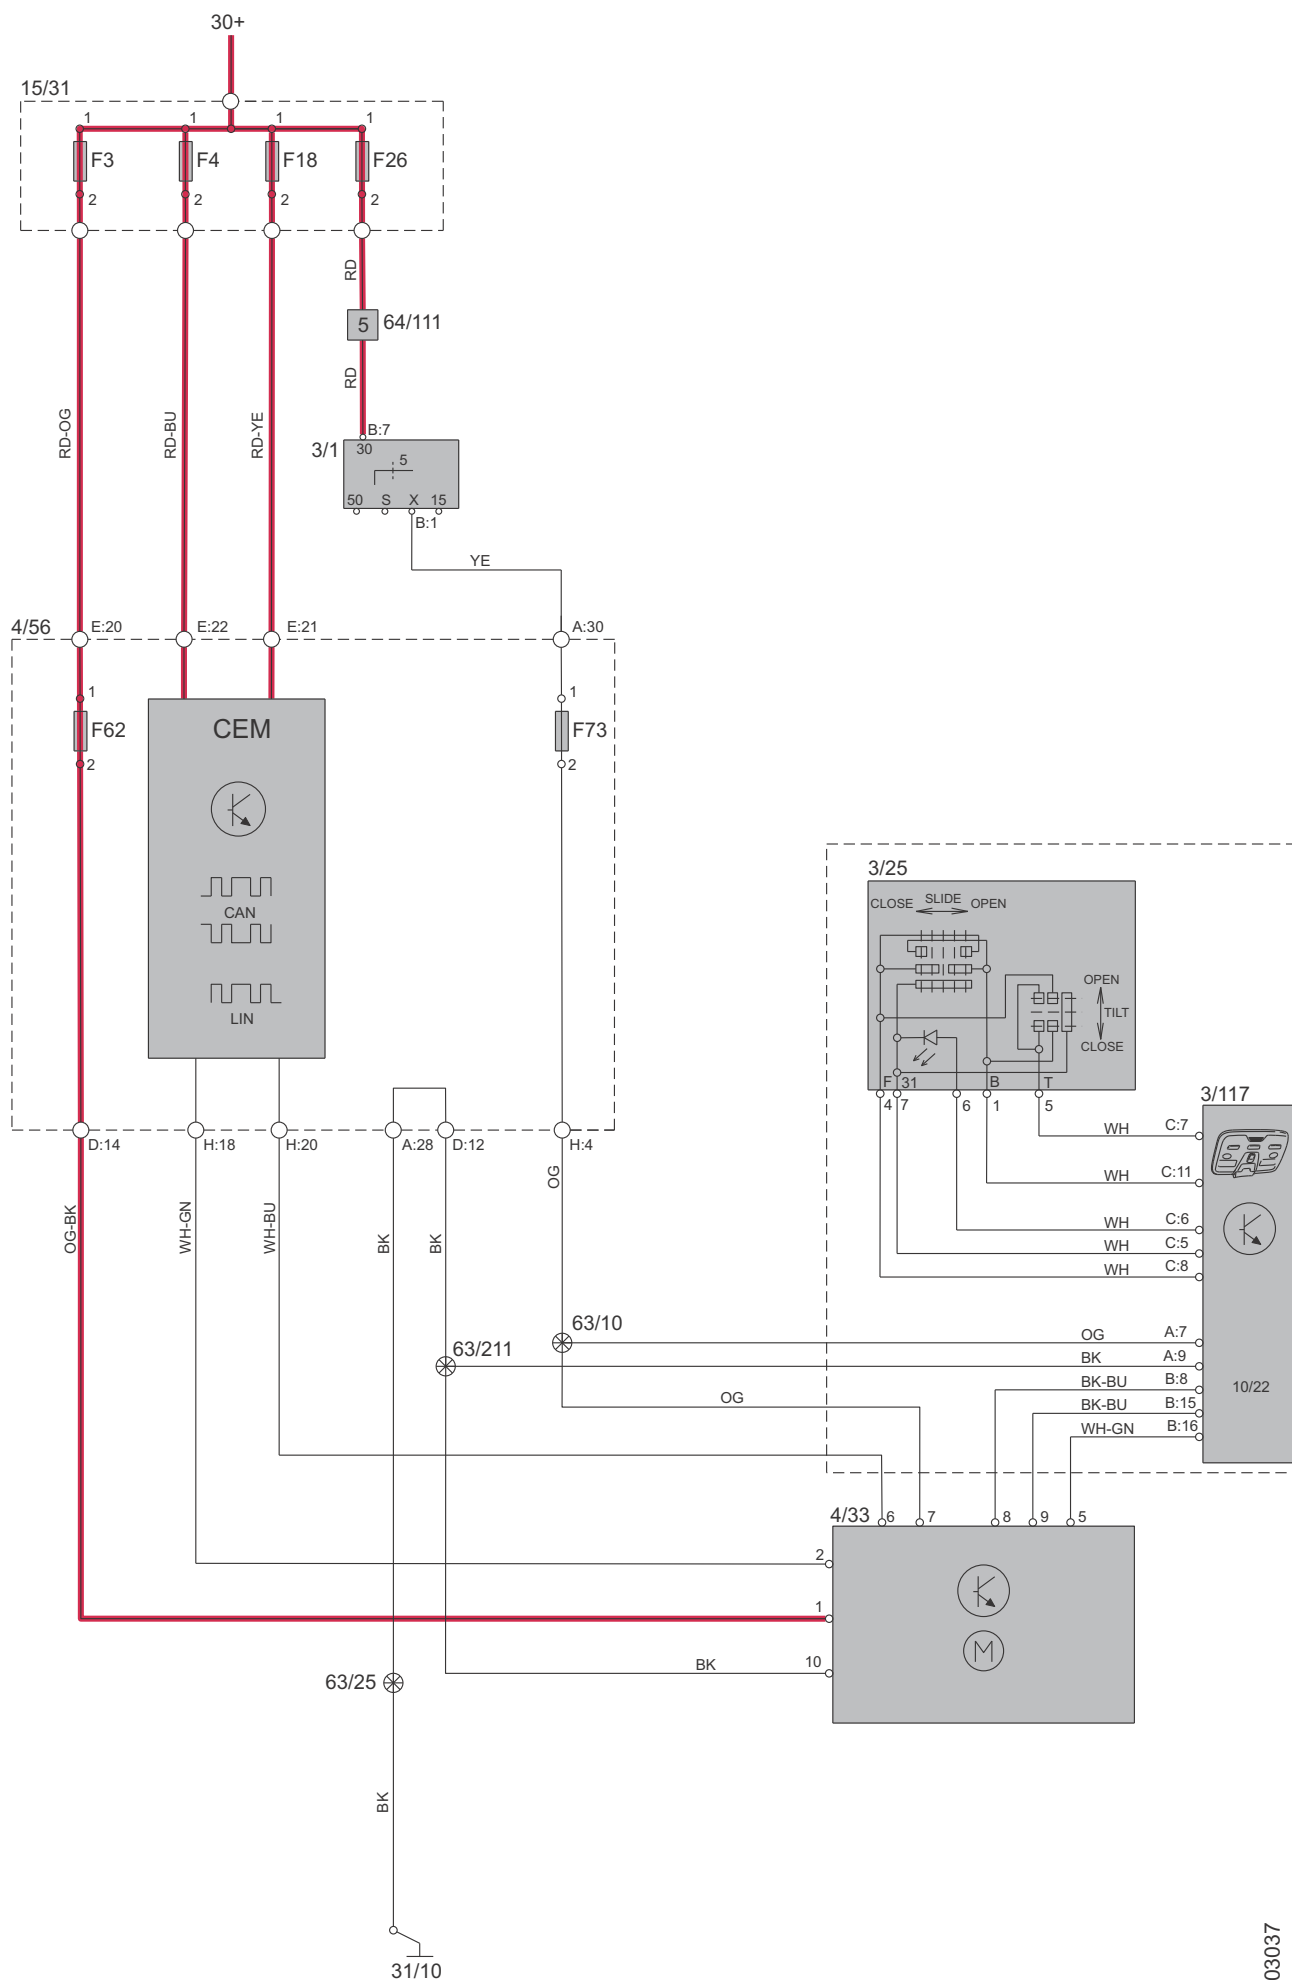 30+
15/31
1 1 1 1
F3 F4 F18 F26
2 2 2 2
RD
5 64/111
RD
RD-OG RD-BU RD-YE
B:7
3/1 30
5
50 S X 15
B:1
YE
4/56 E:20 E:22 E:21 A:30
1 1
F62 CEM F73
2 2
CAN
LIN
3/25
CLOSE SLIDE OPEN
OPEN
TILT
CLOSE
F 31 B T
4 7 6 1 5
3/117
WH C:7
D:14 H:18 H:20 A:28 D:12 H:4
OG
WH C:11
OG-BK WH-GN WH-BU BK BK
WH C:6
WH C:5
WH C:8
63/10
OG A:7
63/211
BK A:9
BK-BU B:8
10/22
OG
BK-BU B:15
WH-GN B:16
4/33 6 7 8 9 5
2
1
M
BK 10
63/25
BK
31/10
03037